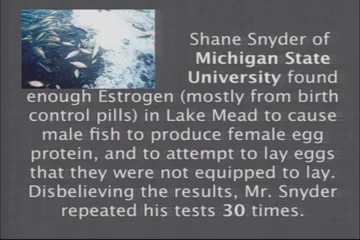 Shane Snyder of
Michigan State
University found
enough Estrogen (mostly from birth
control pills) in Lake Mead to cause
male fish to produce female egg
protein, and to attempt to lay eggs
that they were not equipped to lay.
Disbelieving the results, Mr. Snyder
repeated his tests 30 times.